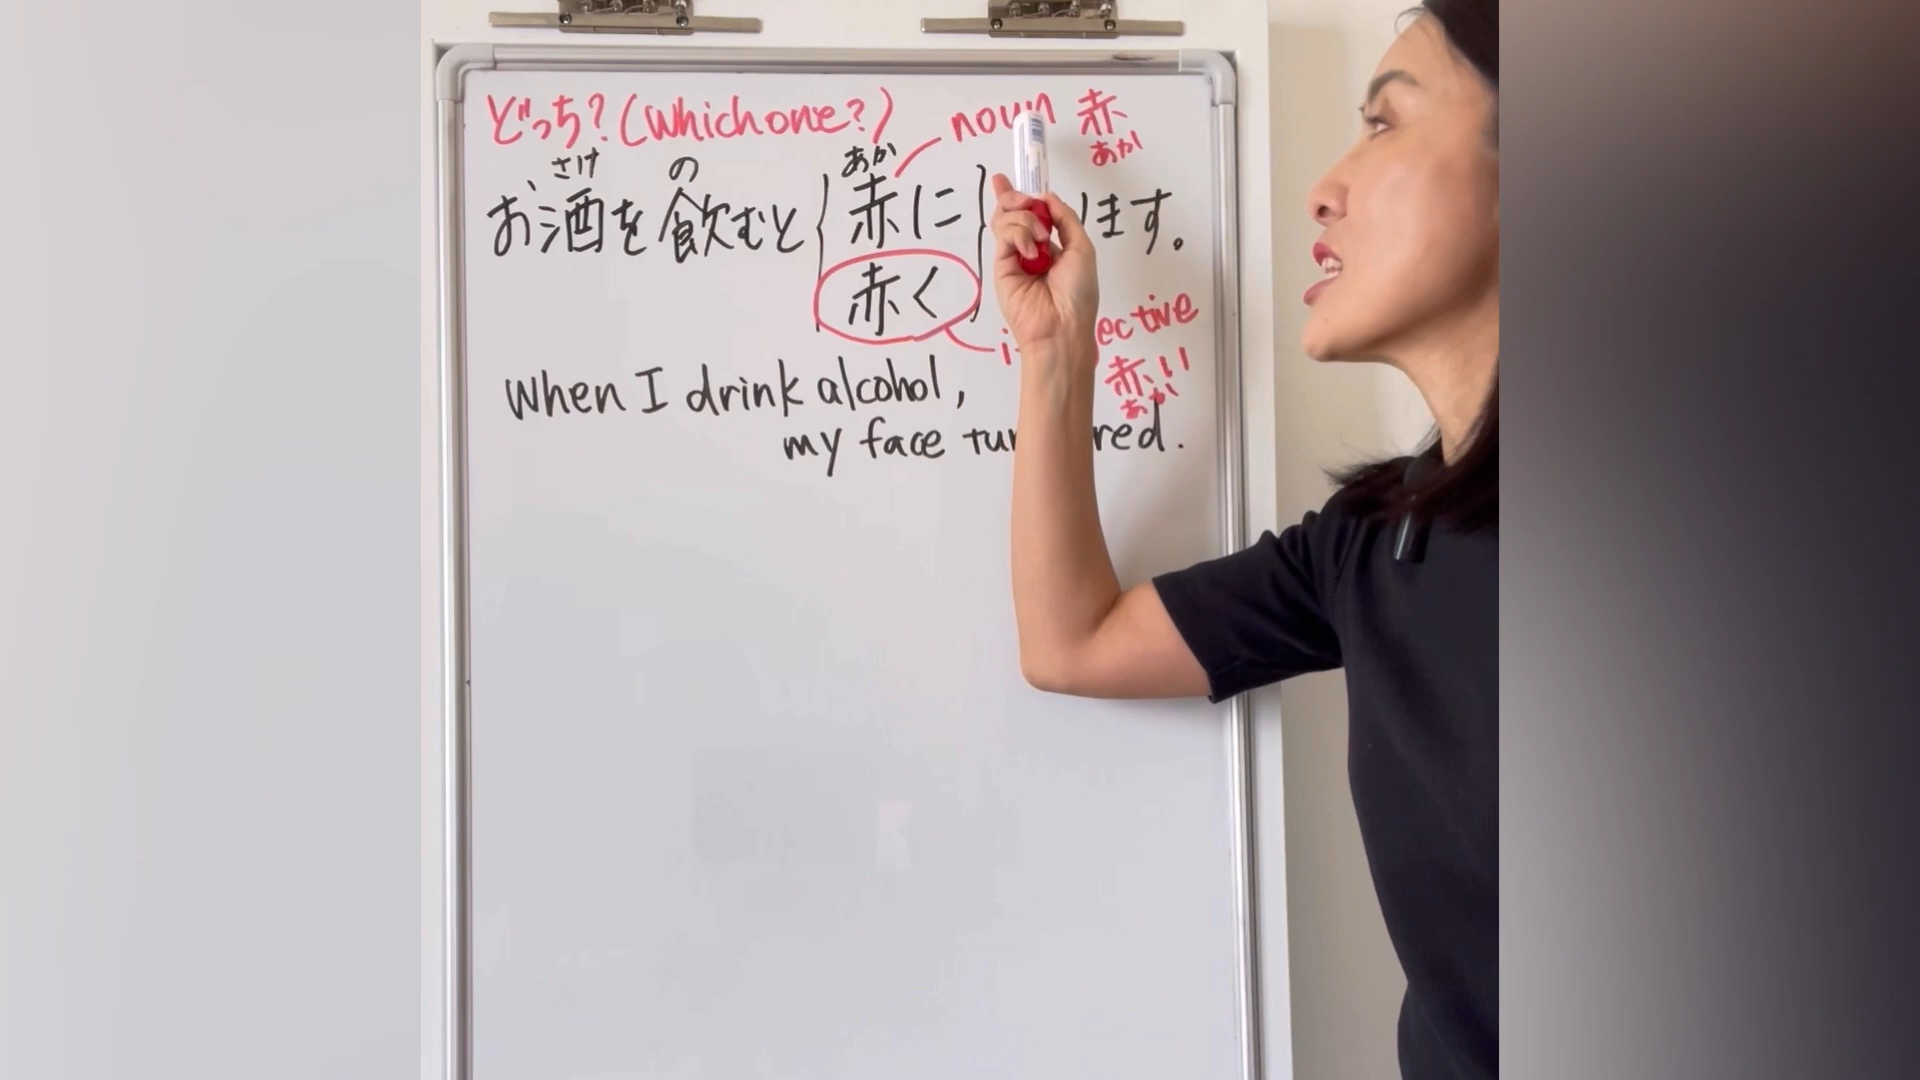 どっち?(Which one?)
noun 赤
あか
さけ の あか
お酒を飲むと{赤に}ります。
赤く
ective
赤い
あか
When I drink alcohol,
my face tur red.